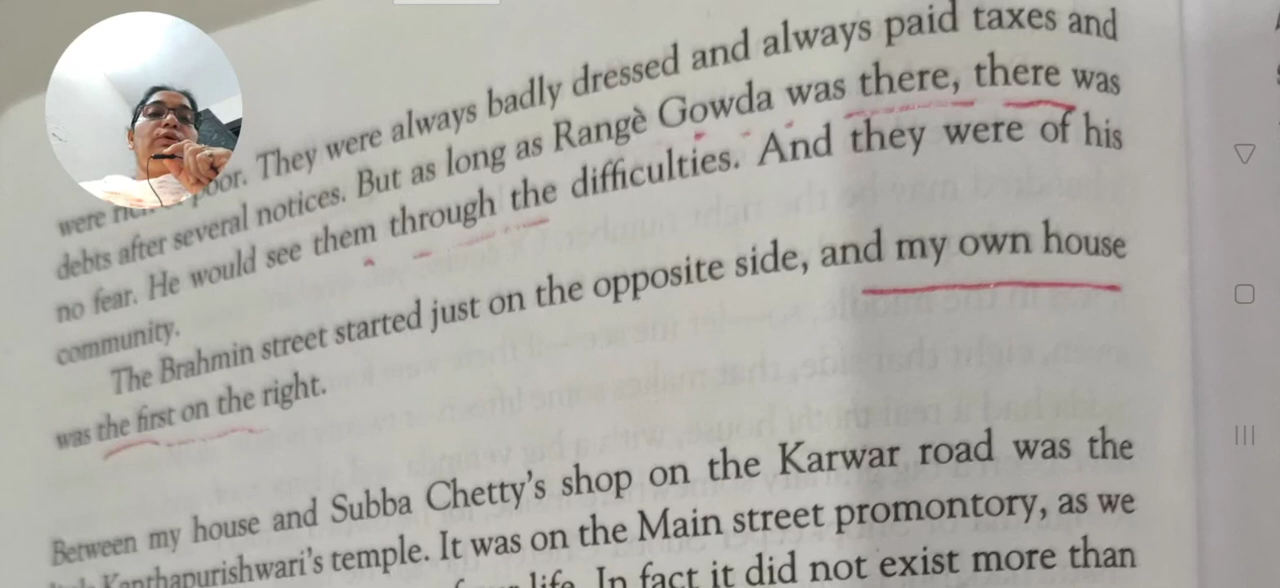 were poor. They were always badly dressed and always paid taxes and
debts after several notices. But as long as Rangè Gowda was there, there was
no fear. He would see them through the difficulties. And they were of his
community.
The Brahmin street started just on the opposite side, and my own house
was the first on the right.
Between my house and Subba Chetty's shop on the Karwar road was the
Kanthapurishwari's temple. It was on the Main street promontory, as we
life. In fact it did not exist more than